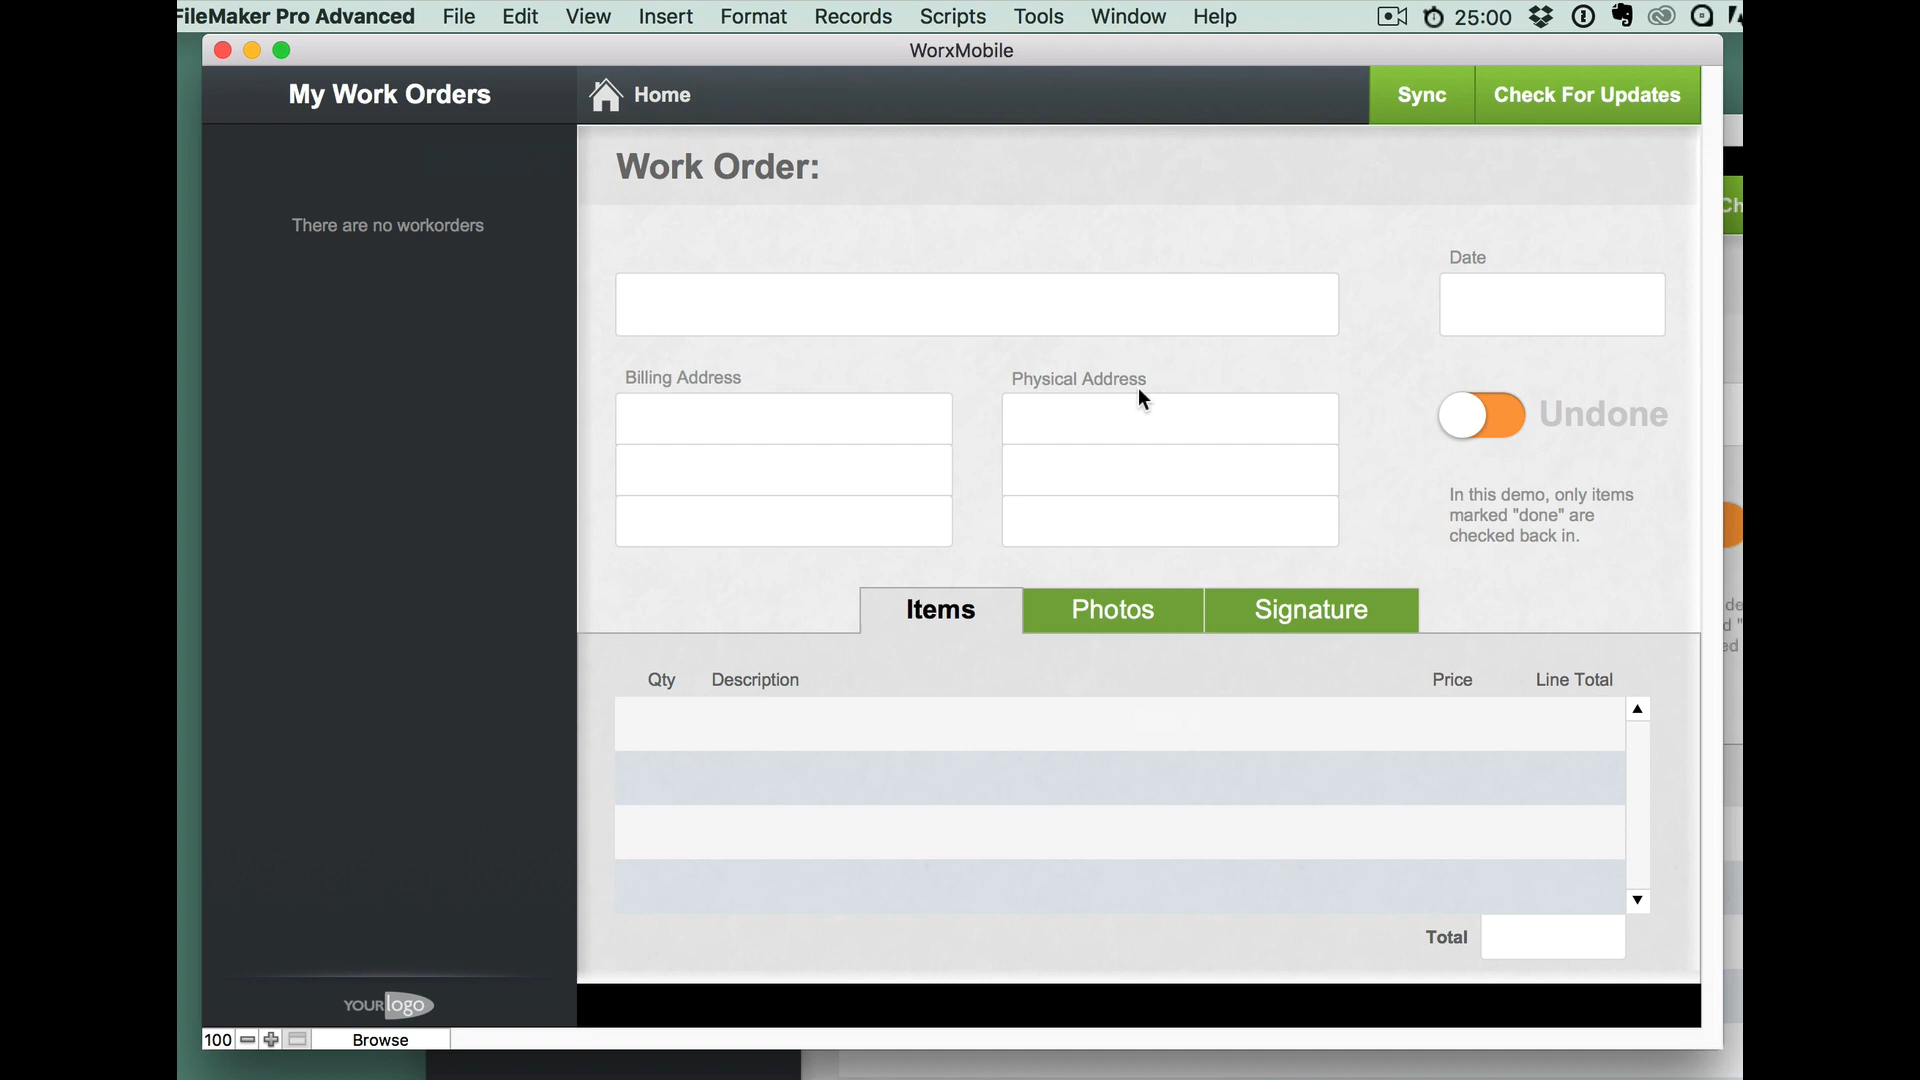 FileMaker Pro Advanced File Edit View Insert Format Records Scripts Tools Window Help 25:00
WorxMobile
My Work Orders Home Sync Check For Updates
Work Order:
There are no workorders
Date
Billing Address Physical Address
Undone
In this demo, only items
marked "done" are
checked back in.
Items Photos Signature
Qty Description Price Line Total
Total
YOUR logo
100 Browse